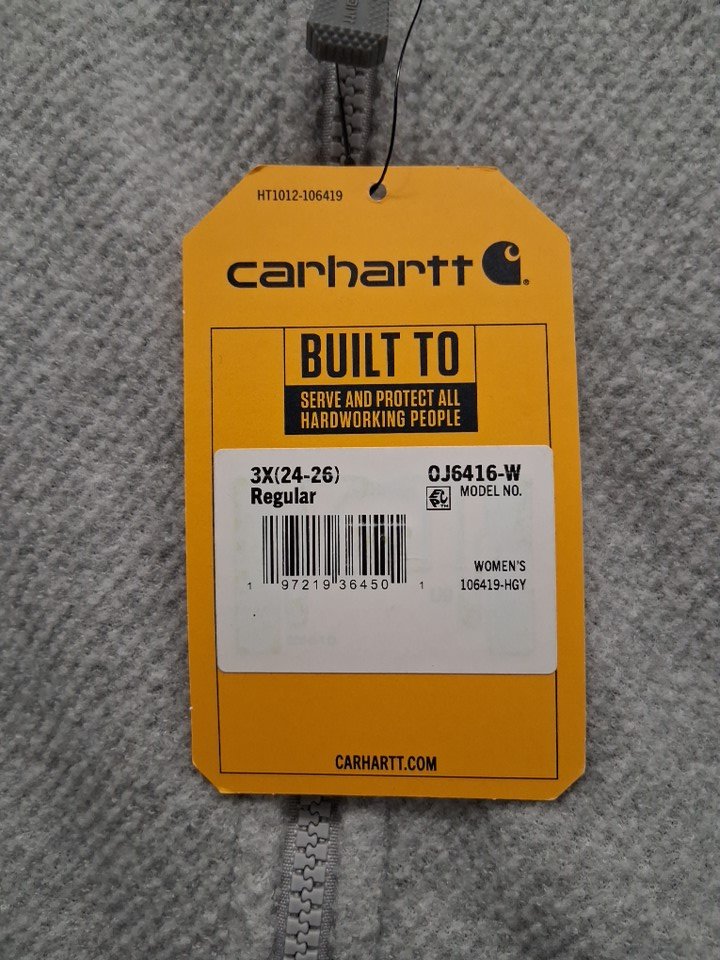 HT1012-106419
carhartt
BUILT TO
SERVE AND PROTECT ALL
HARDWORKING PEOPLE
3X(24-26)
OJ6416-W
Regular
MODEL NO.
WOMEN'S
1 97219 36450 1
106419-HGY
CARHARTT.COM